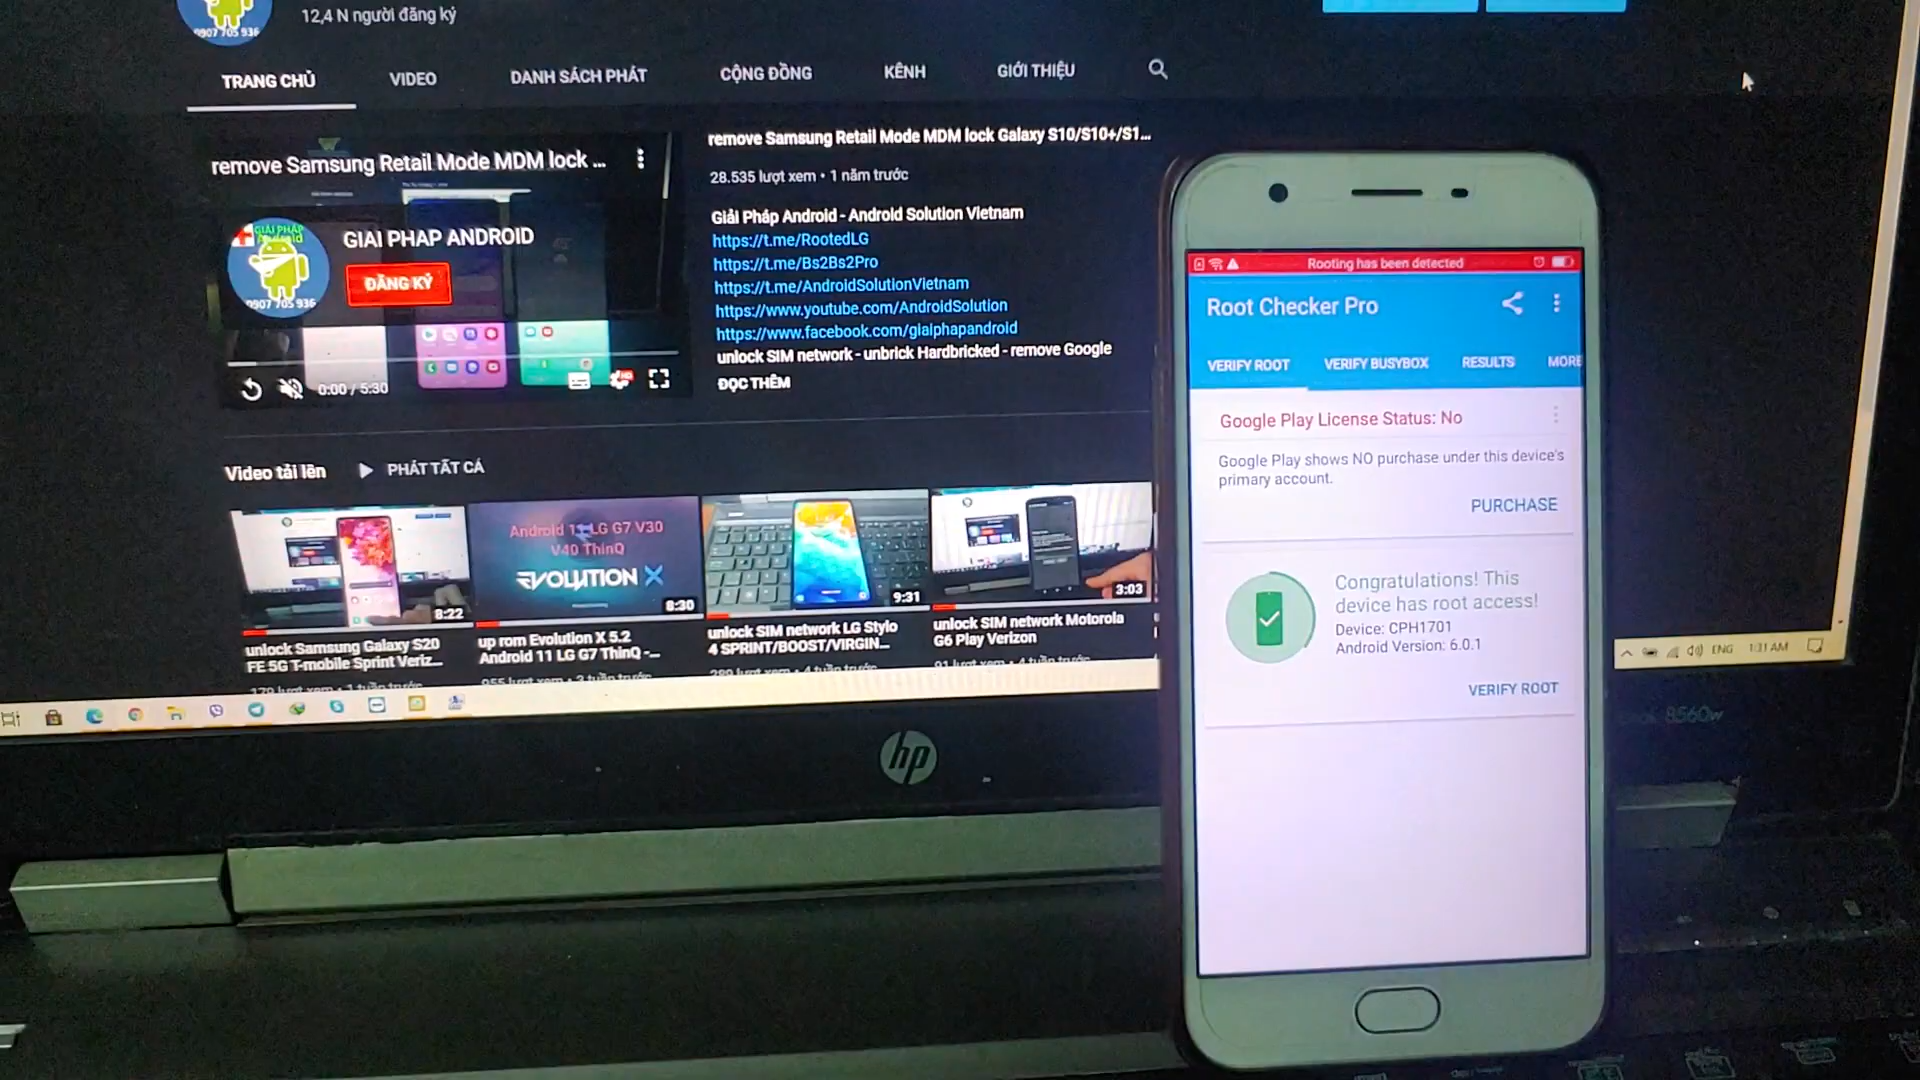 0907 705 936
12,4 N người đăng ký
TRANG CHỦ
VIDEO
DANH SÁCH PHÁT
CỘNG ĐỒNG
KÊNH
GIỚI THIỆU
remove Samsung Retail Mode MDM lock ...
GIẢI PHÁP
Android
0907 705 936
GIAI PHAP ANDROID
ĐĂNG KÝ
0:00 / 5:30
remove Samsung Retail Mode MDM lock Galaxy S10/S10+/S1...
28.535 lượt xem • 1 năm trước
Giải Pháp Android - Android Solution Vietnam
https://t.me/RootedLG
https://t.me/Bs2Bs2Pro
https://t.me/AndroidSolutionVietnam
https://www.youtube.com/AndroidSolution
https://www.facebook.com/giaiphapandroid
unlock SIM network - unbrick Hardbricked - remove Google
ĐỌC THÊM
Video tải lên
PHÁT TẤT CẢ
8:22
Android 11 LG G7 V30
V40 ThinQ
EVOLUTION X
8:30
9:31
3:03
unlock Samsung Galaxy S20
FE 5G T-mobile Sprint Veriz...
179 lượt xem • 1 tuần trước
up rom Evolution X 5.2
Android 11 LG G7 ThinQ -...
955 lượt xem • 3 tuần trước
unlock SIM network LG Stylo
4 SPRINT/BOOST/VIRGIN...
289 lượt xem • 4 tuần trước
unlock SIM network Motorola
G6 Play Verizon
91 lượt xem • 4 tuần trước
ENG
1:31 AM
hp
8560w
Rooting has been detected
Root Checker Pro
VERIFY ROOT
VERIFY BUSYBOX
RESULTS
MORE
Google Play License Status: No
Google Play shows NO purchase under this device's
primary account.
PURCHASE
Congratulations! This
device has root access!
Device: CPH1701
Android Version: 6.0.1
VERIFY ROOT